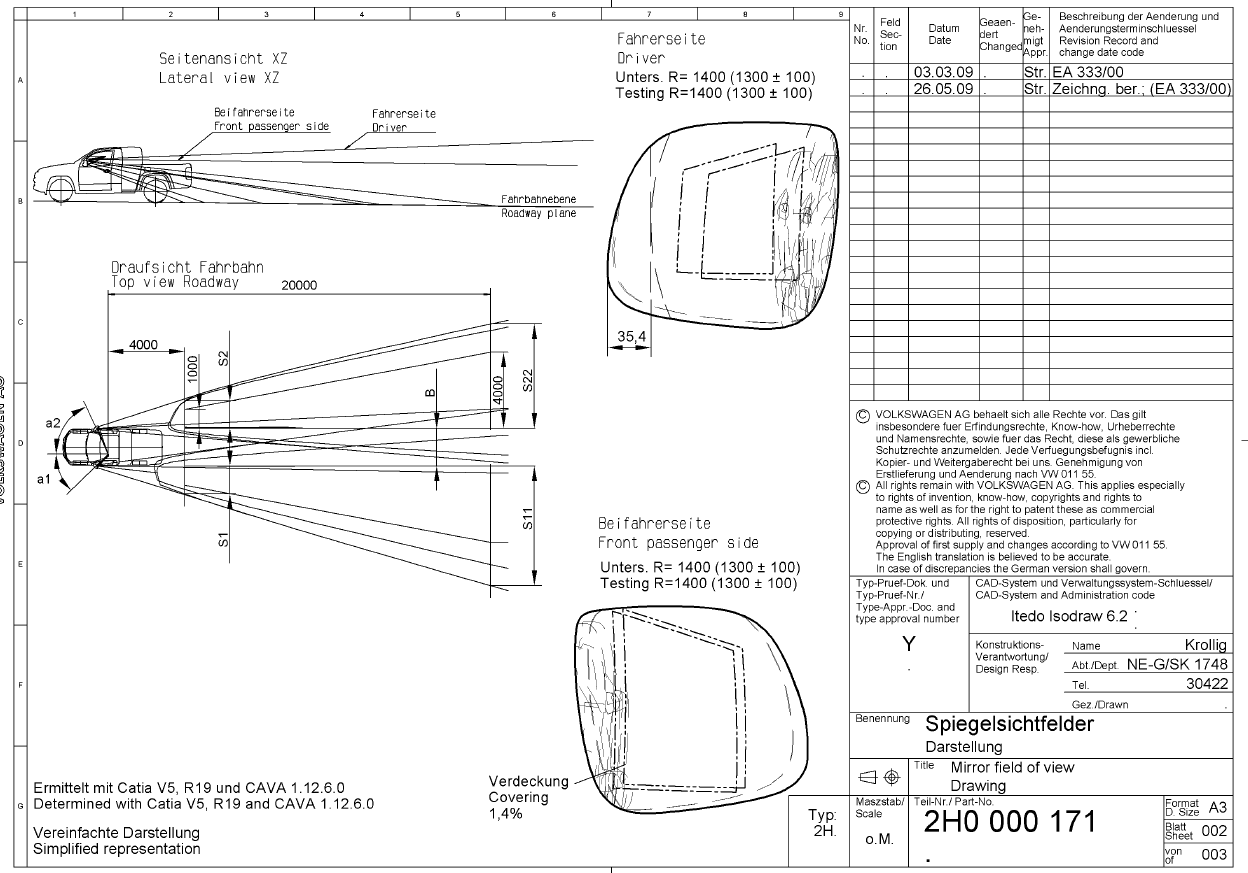 1 2 3 4 5 6 7 8 9
A
B
C
D
E
F
G
Seitenansicht XZ
Lateral view XZ
Beifahrerseite
Front passenger side
Fahrerseite
Driver
Fahrbahnebene
Roadway plane
Draufsicht Fahrbahn
Top view Roadway
20000
4000
1000
S2
B
4000
S22
a2
a1
S1
S11
Fahrerseite
Driver
Unters. R= 1400 (1300 ± 100)
Testing R=1400 (1300 ± 100)
35,4
Beifahrerseite
Front passenger side
Unters. R= 1400 (1300 ± 100)
Testing R=1400 (1300 ± 100)
Verdeckung
Covering
1,4%
Ermittelt mit Catia V5, R19 und CAVA 1.12.6.0
Determined with Catia V5, R19 and CAVA 1.12.6.0
Vereinfachte Darstellung
Simplified representation
Typ:
2H.
Nr.
No.
Feld
Sec-
tion
Datum
Date
Geaen-
dert
Changed
Ge-
neh-
migt
Appr.
Beschreibung der Aenderung und
Aenderungsterminschluessel
Revision Record and
change date code
. . 03.03.09 . Str. EA 333/00
. . 26.05.09 . Str. Zeichng. ber.; (EA 333/00)
© VOLKSWAGEN AG behaelt sich alle Rechte vor. Das gilt
insbesondere fuer Erfindungsrechte, Know-how, Urheberrechte
und Namensrechte, sowie fuer das Recht, diese als gewerbliche
Schutzrechte anzumelden. Jede Verfuegungsbefugnis incl.
Kopier- und Weitergaberecht bei uns. Genehmigung von
Erstlieferung und Aenderung nach VW 011 55.
© All rights remain with VOLKSWAGEN AG. This applies especially
to rights of invention, know-how, copyrights and rights to
name as well as for the right to patent these as commercial
protective rights. All rights of disposition, particularly for
copying or distributing, reserved.
Approval of first supply and changes according to VW 011 55.
The English translation is believed to be accurate.
In case of discrepancies the German version shall govern.
Typ-Pruef-Dok. und
Typ-Pruef-Nr./
Type-Appr.-Doc. and
type approval number
Y
.
CAD-System und Verwaltungssystem-Schluessel/
CAD-System and Administration code
Itedo Isodraw 6.2 .
.
Konstruktions-
Verantwortung/
Design Resp.
Name Krollig
Abt./Dept. NE-G/SK 1748
Tel. 30422
Gez./Drawn .
Benennung
Spiegelsichtfelder
Darstellung
Title Mirror field of view
Drawing
Maszstab/
Scale
o.M.
Teil-Nr./ Part-No.
2H0 000 171
.
Format
D. Size A3
Blatt
Sheet 002
von
of 003